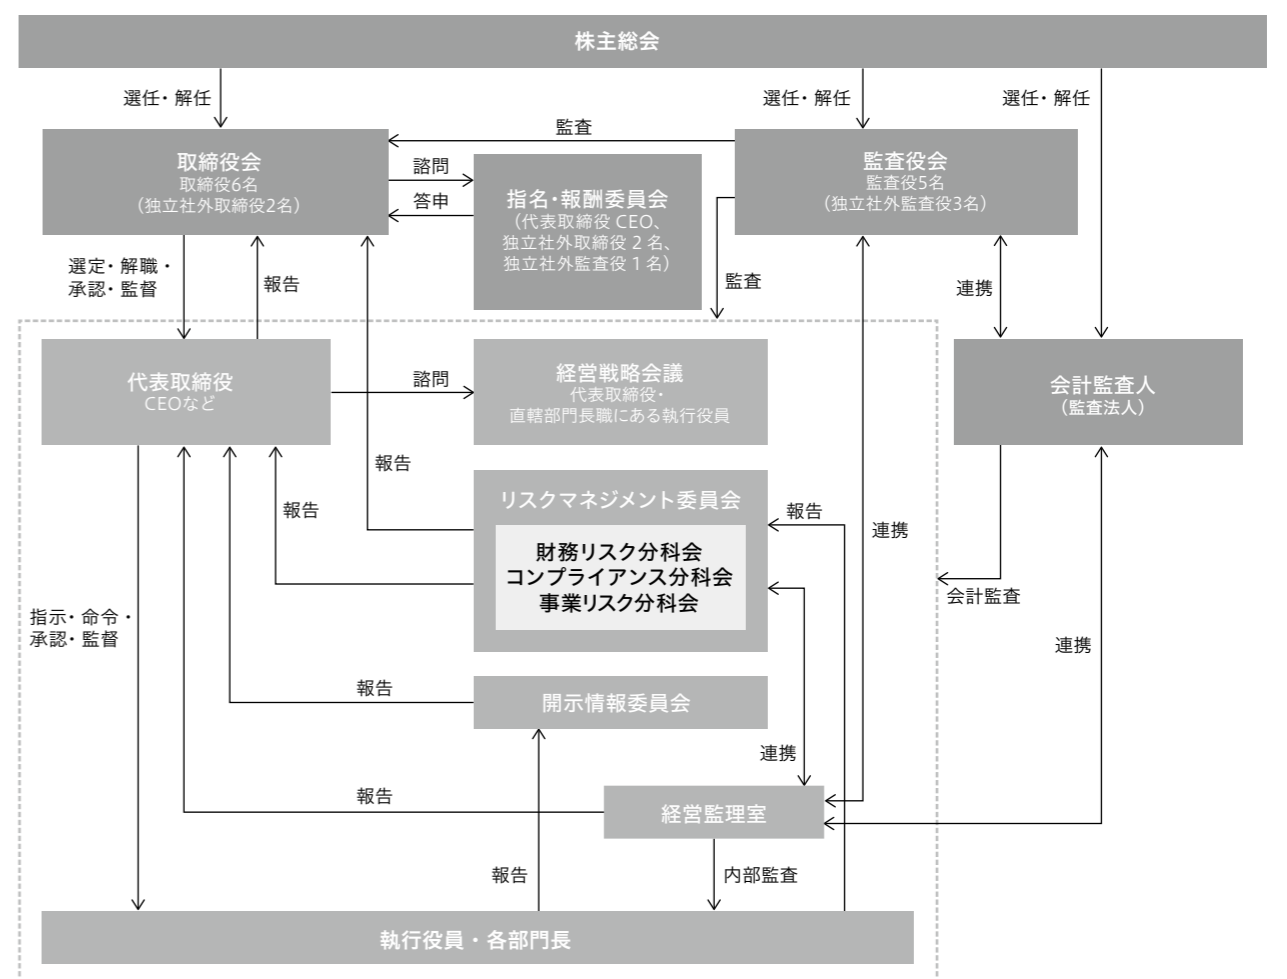 株主総会
選任・解任
選任・解任
選任・解任
監査
取締役会
取締役6名
（独立社外取締役2名）
諮問
答申
指名・報酬委員会
（代表取締役 CEO、
独立社外取締役 2 名、
独立社外監査役 1 名）
監査役会
監査役5名
（独立社外監査役3名）
選定・解職・
承認・監督
報告
監査
連携
代表取締役
CEOなど
諮問
経営戦略会議
代表取締役・
直轄部門長職にある執行役員
会計監査人
（監査法人）
報告
報告
リスクマネジメント委員会
財務リスク分科会
コンプライアンス分科会
事業リスク分科会
報告
連携
会計監査
指示・命令・
承認・監督
連携
報告
開示情報委員会
連携
報告
経営監理室
報告
内部監査
執行役員・各部門長